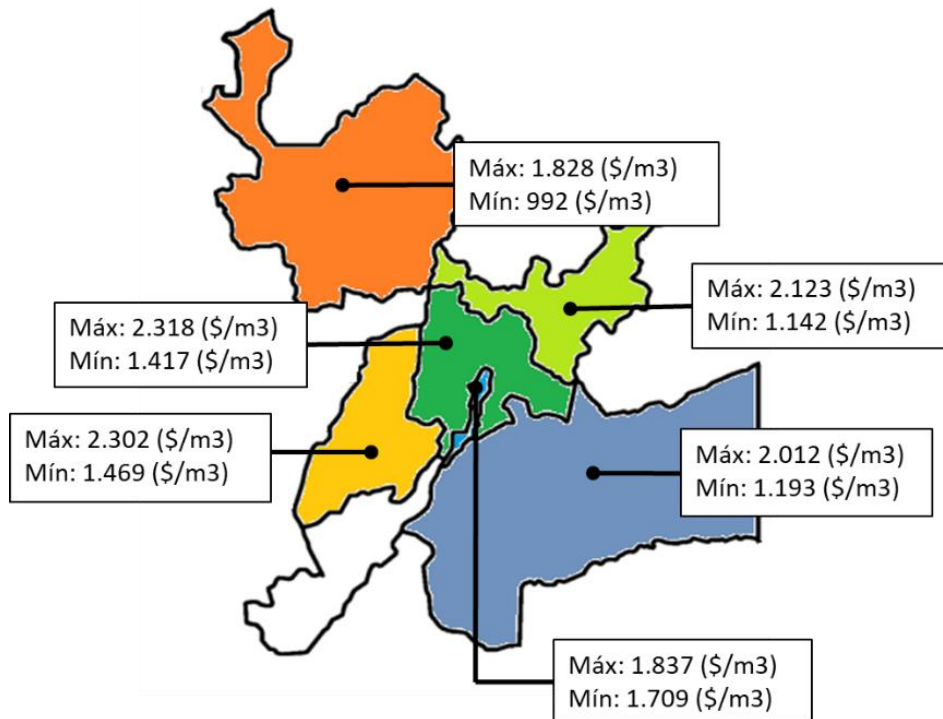 Máx: 1.828 ($/m3)
Mín: 992 ($/m3)
Máx: 2.123 ($/m3)
Mín: 1.142 ($/m3)
Máx: 2.318 ($/m3)
Mín: 1.417 ($/m3)
Máx: 2.302 ($/m3)
Mín: 1.469 ($/m3)
Máx: 2.012 ($/m3)
Mín: 1.193 ($/m3)
Máx: 1.837 ($/m3)
Mín: 1.709 ($/m3)